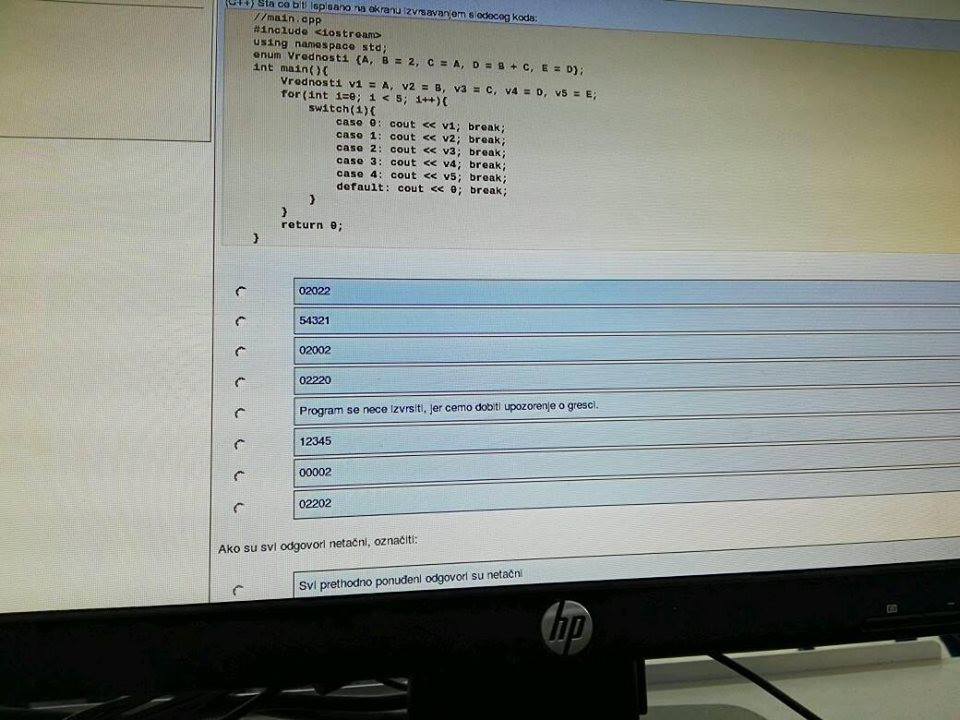 (C++) Sta ce biti ispisano na ekranu izvrsavanjem sledeceg koda:
//main.cpp
#include <iostream>
using namespace std;
enum Vrednosti {A, B = 2, C = A, D = B + C, E = D};
int main(){
Vrednosti v1 = A, v2 = B, v3 = C, v4 = D, v5 = E;
for(int i=0; i < 5; i++){
switch(i){
case 0: cout << v1; break;
case 1: cout << v2; break;
case 2: cout << v3; break;
case 3: cout << v4; break;
case 4: cout << v5; break;
default: cout << 0; break;
}
}
return 0;
}
02022
54321
02002
02220
Program se nece izvrsiti, jer cemo dobiti upozorenje o gresci.
12345
00002
02202
Ako su svi odgovori netačni, označiti:
Svi prethodno ponuđeni odgovori su netačni
hp